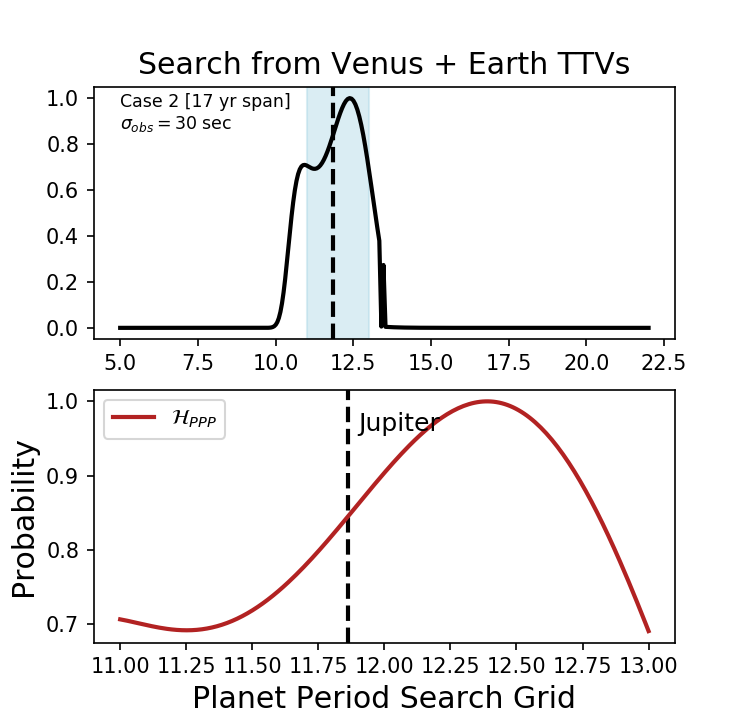 Search from Venus + Earth TTVs
Case 2 [17 yr span]
σ_obs = 30 sec
1.0
0.8
0.6
0.4
0.2
0.0
5.0 7.5 10.0 12.5 15.0 17.5 20.0 22.5
ℋ_PPP
Jupiter
Probability
1.0
0.9
0.8
0.7
11.00 11.25 11.50 11.75 12.00 12.25 12.50 12.75 13.00
Planet Period Search Grid